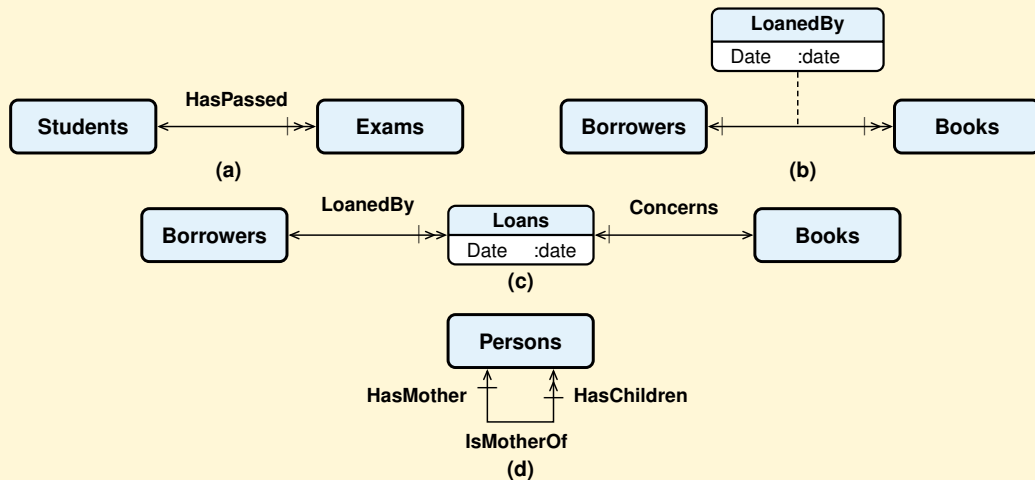 LoanedBy
Date :date
HasPassed
Students
Exams
Borrowers
Books
(a)
(b)
LoanedBy
Concerns
Borrowers
Loans
Date :date
Books
(c)
Persons
HasMother
HasChildren
IsMotherOf
(d)